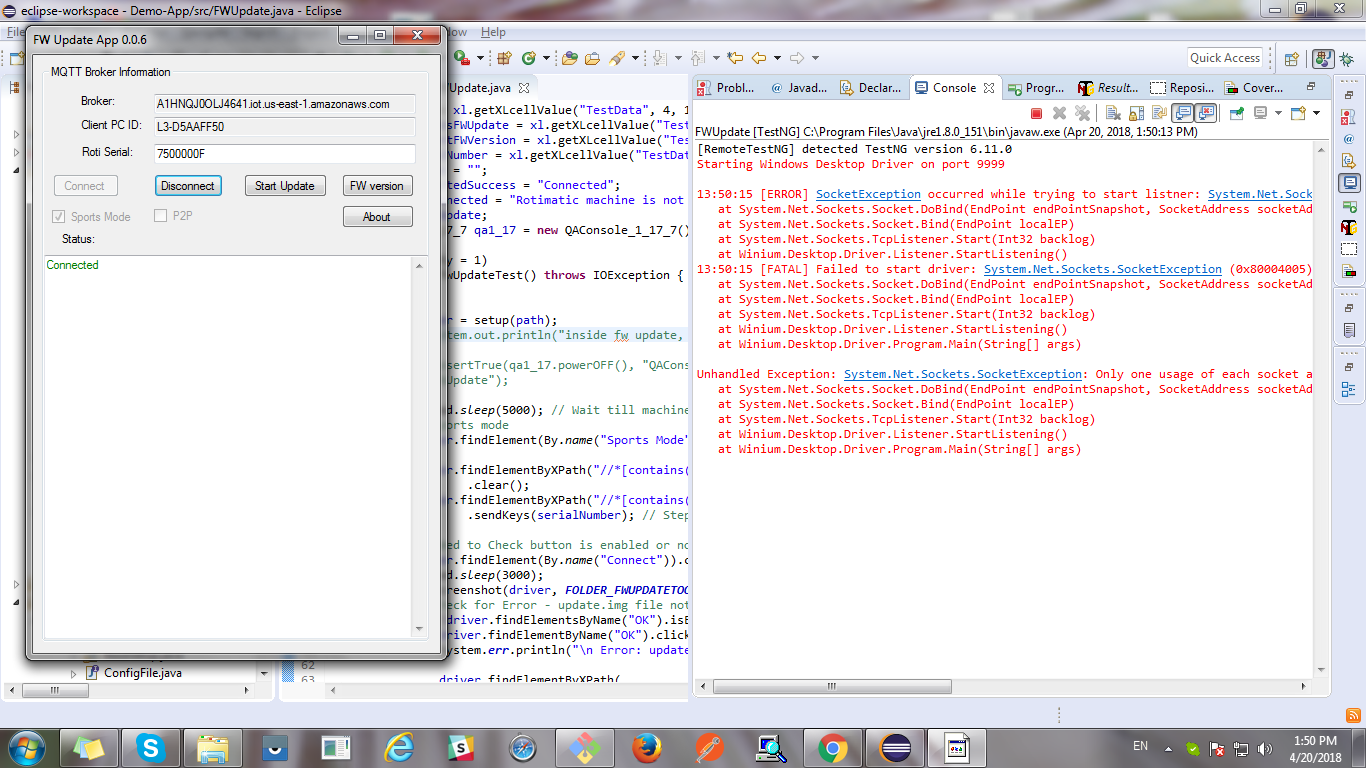 eclipse-workspace - Demo-App/src/FWUpdate.java - Eclipse
Help
Quick Access
FW Update App 0.0.6
MQTT Broker Information
Broker: A1HNQJ0OLJ4641.iot.us-east-1.amazonaws.com
Client PC ID: L3-D5AAFF50
Roti Serial: 7500000F
Connect Disconnect Start Update FW version
Sports Mode P2P About
Status:
Connected
Update.java
xl.getXLcellValue("TestData", 4, 1
sFWUpdate = xl.getXLcellValue("Test
tFWVersion = xl.getXLcellValue("Tes
Number = xl.getXLcellValue("TestDat
= "";
tedSuccess = "Connected";
nected = "Rotimatic machine is not
pdate;
17_7 qa1_17 = new QAConsole_1_17_7()
y = 1)
wUpdateTest() throws IOException {
r = setup(path);
tem.out.println("inside fw update,
sertTrue(qa1_17.powerOFF(), "QACons
Update");
d.sleep(5000); // Wait till machine
orts mode
r.findElement(By.name("Sports Mode"
r.findElementByXPath("//*[contains(
.clear();
r.findElementByXPath("//*[contains(
.sendKeys(serialNumber); // Step
ed to Check button is enabled or no
r.findElement(By.name("Connect")).c
d.sleep(3000);
reenshot(driver, FOLDER_FWUPDATETOO
eck for Error - update.img file not
driver.findElementsByName("OK").isE
driver.findElementByName("OK").click
ystem.err.println("\n Error: update
62
63 driver.findElementByXPath(
ConfigFile.java
Probl... Javad... Declar... Console Progr... Result... Reposi... Cover...
FWUpdate [TestNG] C:\Program Files\Java\jre1.8.0_151\bin\javaw.exe (Apr 20, 2018, 1:50:13 PM)
[RemoteTestNG] detected TestNG version 6.11.0
Starting Windows Desktop Driver on port 9999
13:50:15 [ERROR] SocketException occurred while trying to start listner: System.Net.Sock
at System.Net.Sockets.Socket.DoBind(EndPoint endPointSnapshot, SocketAddress socketAd
at System.Net.Sockets.Socket.Bind(EndPoint localEP)
at System.Net.Sockets.TcpListener.Start(Int32 backlog)
at Winium.Desktop.Driver.Listener.StartListening()
13:50:15 [FATAL] Failed to start driver: System.Net.Sockets.SocketException (0x80004005)
at System.Net.Sockets.Socket.DoBind(EndPoint endPointSnapshot, SocketAddress socketAd
at System.Net.Sockets.Socket.Bind(EndPoint localEP)
at System.Net.Sockets.TcpListener.Start(Int32 backlog)
at Winium.Desktop.Driver.Listener.StartListening()
at Winium.Desktop.Driver.Program.Main(String[] args)
Unhandled Exception: System.Net.Sockets.SocketException: Only one usage of each socket a
at System.Net.Sockets.Socket.DoBind(EndPoint endPointSnapshot, SocketAddress socketAd
at System.Net.Sockets.Socket.Bind(EndPoint localEP)
at System.Net.Sockets.TcpListener.Start(Int32 backlog)
at Winium.Desktop.Driver.Listener.StartListening()
at Winium.Desktop.Driver.Program.Main(String[] args)
EN
1:50 PM
4/20/2018